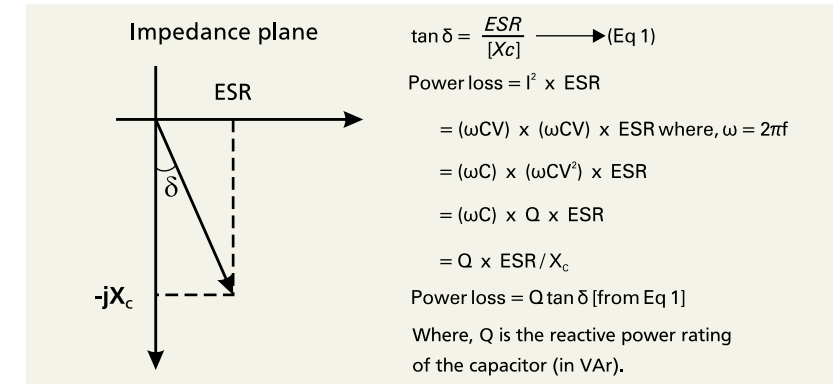 Impedance plane
ESR
δ
-jXc
tan δ = ESR / [Xc] (Eq 1)
Power loss = I² x ESR
= (ωCV) x (ωCV) x ESR where, ω = 2πf
= (ωC) x (ωCV²) x ESR
= (ωC) x Q x ESR
= Q x ESR / Xc
Power loss = Q tan δ [from Eq 1]
Where, Q is the reactive power rating
of the capacitor (in VAr).